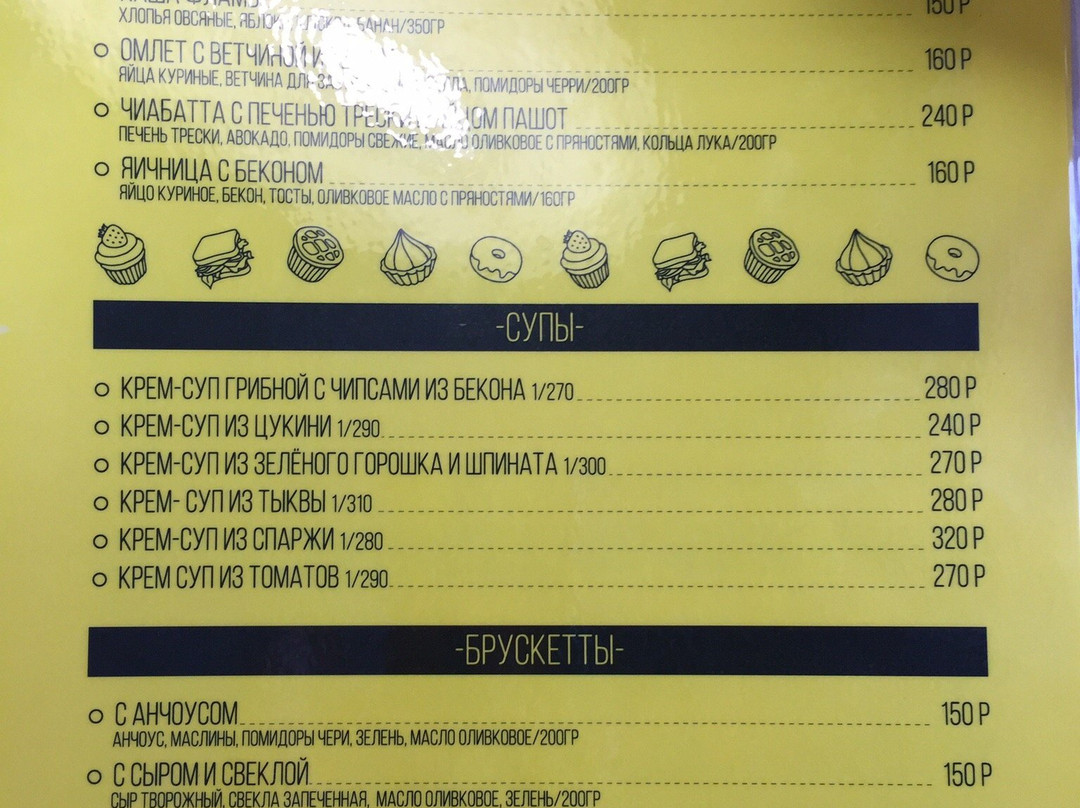 150 Р
ХЛОПЬЯ ОВСЯНЫЕ, БАНАН/350ГР
ОМЛЕТ С ВЕТЧИНОЙ И 160 Р
ЯЙЦА КУРИНЫЕ, ВЕТЧИНА ПОМИДОРЫ ЧЕРРИ/200ГР
ЧИАБАТТА С ПЕЧЕНЬЮ ТРЕСКИ ПАШОТ 240 Р
ПЕЧЕНЬ ТРЕСКИ, АВОКАДО, ПОМИДОРЫ СВЕЖИЕ, МАСЛО ОЛИВКОВОЕ С ПРЯНОСТЯМИ, КОЛЬЦА ЛУКА/200ГР
ЯИЧНИЦА С БЕКОНОМ 160 Р
ЯЙЦО КУРИНОЕ, БЕКОН, ТОСТЫ, ОЛИВКОВОЕ МАСЛО С ПРЯНОСТЯМИ/160ГР
-СУПЫ-
КРЕМ-СУП ГРИБНОЙ С ЧИПСАМИ ИЗ БЕКОНА 1/270 280 Р
КРЕМ-СУП ИЗ ЦУКИНИ 1/290 240 Р
КРЕМ-СУП ИЗ ЗЕЛЁНОГО ГОРОШКА И ШПИНАТА 1/300 270 Р
КРЕМ- СУП ИЗ ТЫКВЫ 1/310 280 Р
КРЕМ-СУП ИЗ СПАРЖИ 1/280 320 Р
КРЕМ СУП ИЗ ТОМАТОВ 1/290 270 Р
-БРУСКЕТТЫ-
С АНЧОУСОМ 150 Р
АНЧОУС, МАСЛИНЫ, ПОМИДОРЫ ЧЕРИ, ЗЕЛЕНЬ, МАСЛО ОЛИВКОВОЕ/200ГР
С СЫРОМ И СВЕКЛОЙ 150 Р
СЫР ТВОРОЖНЫЙ, СВЕКЛА ЗАПЕЧЕННАЯ, МАСЛО ОЛИВКОВОЕ, ЗЕЛЕНЬ/200ГР